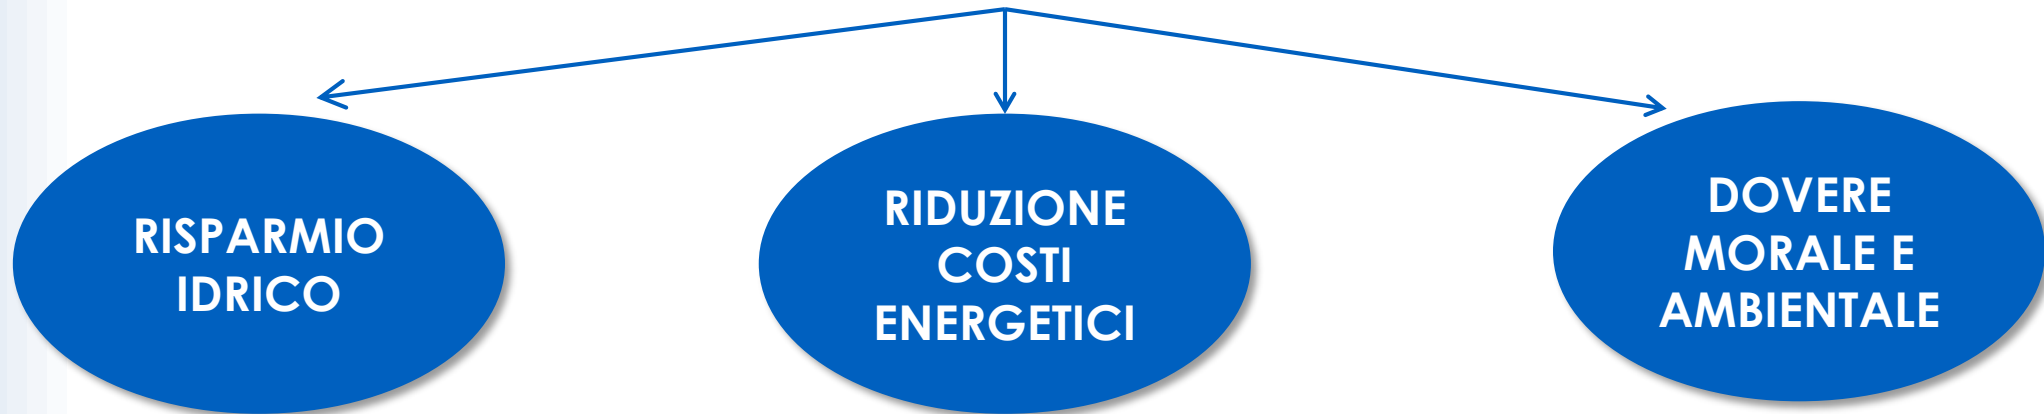 RISPARMIO
IDRICO
RIDUZIONE
COSTI
ENERGETICI
DOVERE
MORALE E
AMBIENTALE